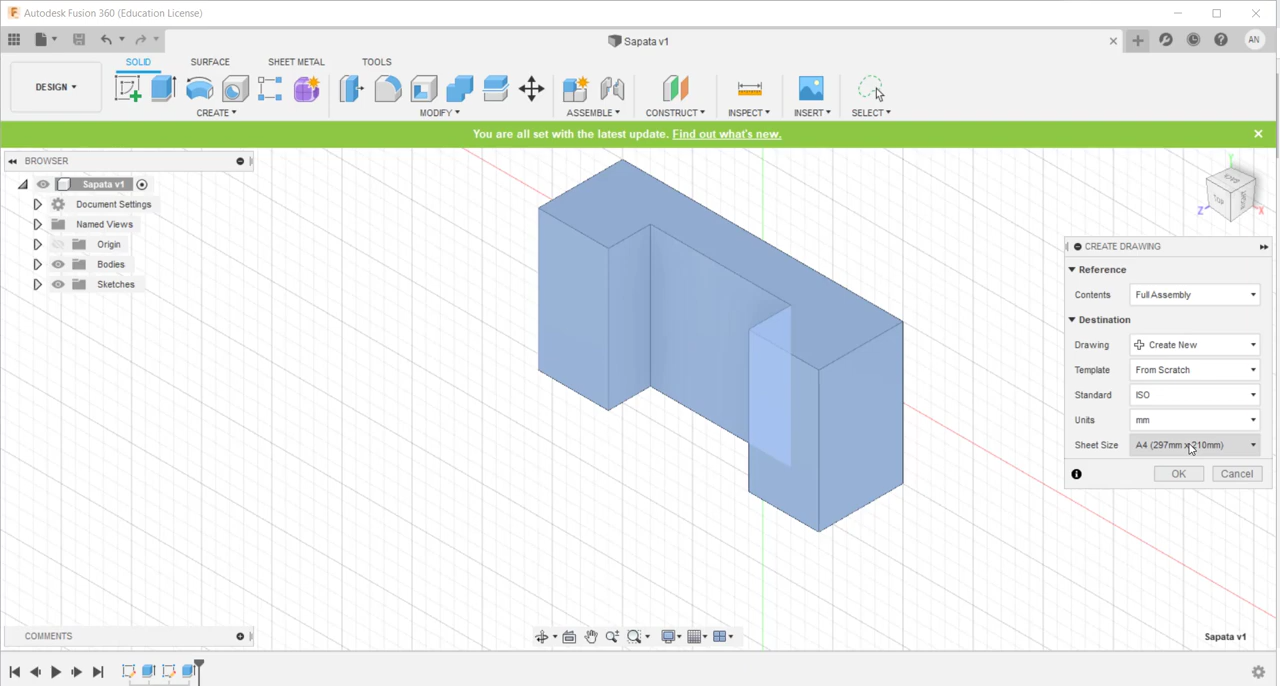 Autodesk Fusion 360 (Education License)
Sapata v1
AN
DESIGN
SOLID SURFACE SHEET METAL TOOLS
CREATE MODIFY ASSEMBLE CONSTRUCT INSPECT INSERT SELECT
You are all set with the latest update. Find out what's new.
BROWSER
Sapata v1
Document Settings
Named Views
Origin
Bodies
Sketches
Y
BACK
TOP
RIGHT
Z
X
CREATE DRAWING
Reference
Contents Full Assembly
Destination
Drawing Create New
Template From Scratch
Standard ISO
Units mm
Sheet Size A4 (297mm x 210mm)
OK Cancel
COMMENTS
Sapata v1